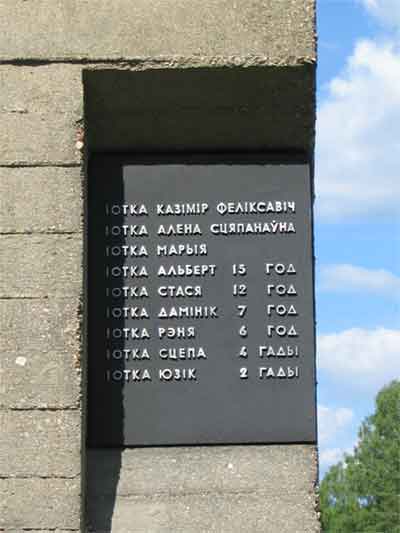 ІОТКА КАЗІМІР ФЕЛІКСАВІЧ
ІОТКА АЛЕНА СЦЯПАНАЎНА
ІОТКА МАРЫЯ
ІОТКА АЛЬБЕРТ 15 ГОД
ІОТКА СТАСЯ 12 ГОД
ІОТКА ДАМІНІК 7 ГОД
ІОТКА РЭНЯ 6 ГОД
ІОТКА СЦЕПА 4 ГАДЫ
ІОТКА ЮЗІК 2 ГАДЫ